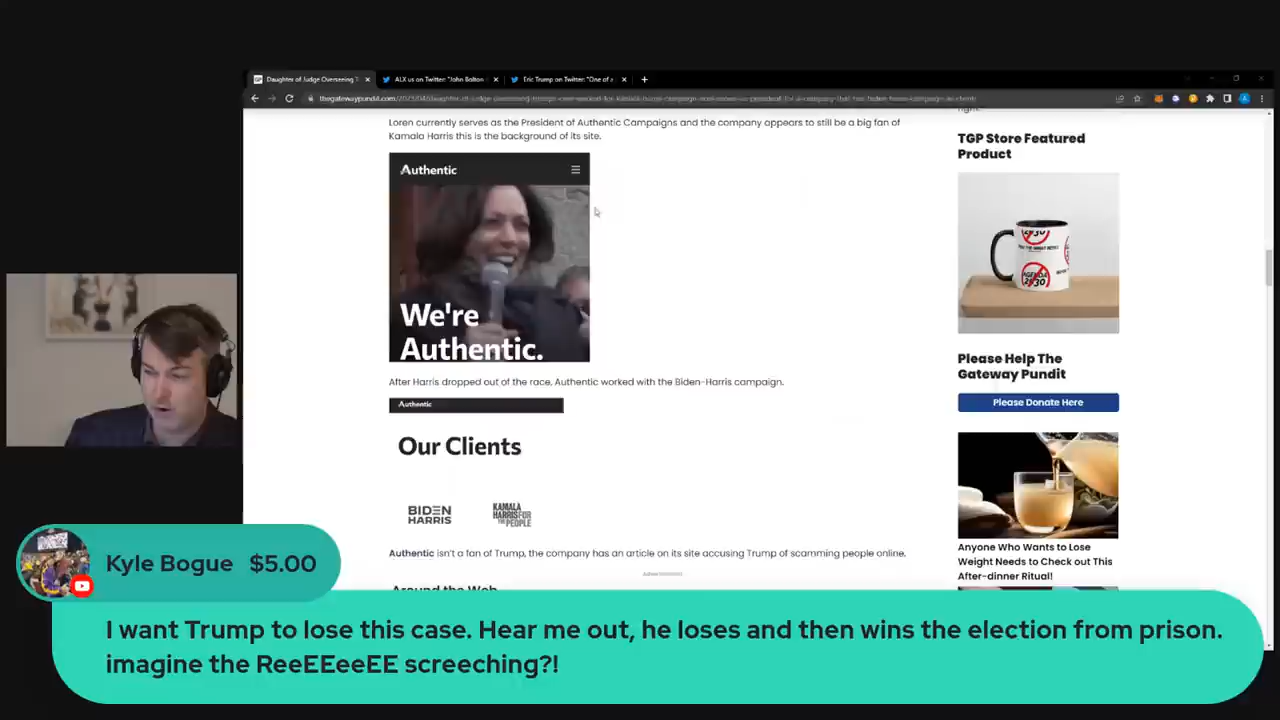 Daughter of Judge Overseeing T
ALX us on Twitter: "John Bolton
Eric Trump on Twitter: "One of
Loren currently serves as the President of Authentic Campaigns and the company appears to still be a big fan of
Kamala Harris this is the background of its site.
Authentic
We're
Authentic.
After Harris dropped out of the race, Authentic worked with the Biden-Harris campaign.
Authentic
Our Clients
BIDEN
HARRIS
KAMALA
HARRIS FOR
THE PEOPLE
Authentic isn't a fan of Trump, the company has an article on its site accusing Trump of scamming people online.
Advertisement
Around the Web
TGP Store Featured
Product
AGENDA
2030
Please Help The
Gateway Pundit
Please Donate Here
Anyone Who Wants to Lose
Weight Needs to Check out This
After-dinner Ritual!
Kyle Bogue $5.00
I want Trump to lose this case. Hear me out, he loses and then wins the election from prison.
imagine the ReeEEeeEE screeching?!